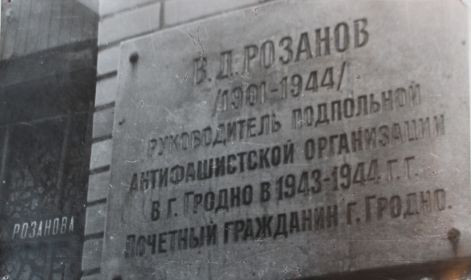 В. Д. РОЗАНОВ
/1901-1944/
РУКОВОДИТЕЛЬ ПОДПОЛЬНОЙ
АНТИФАШИСТСКОЙ ОРГАНИЗАЦИИ
В г. ГРОДНО В 1943-1944 Г.Г.
ПОЧЕТНЫЙ ГРАЖДАНИН Г. ГРОДНО.
РОЗАНОВА